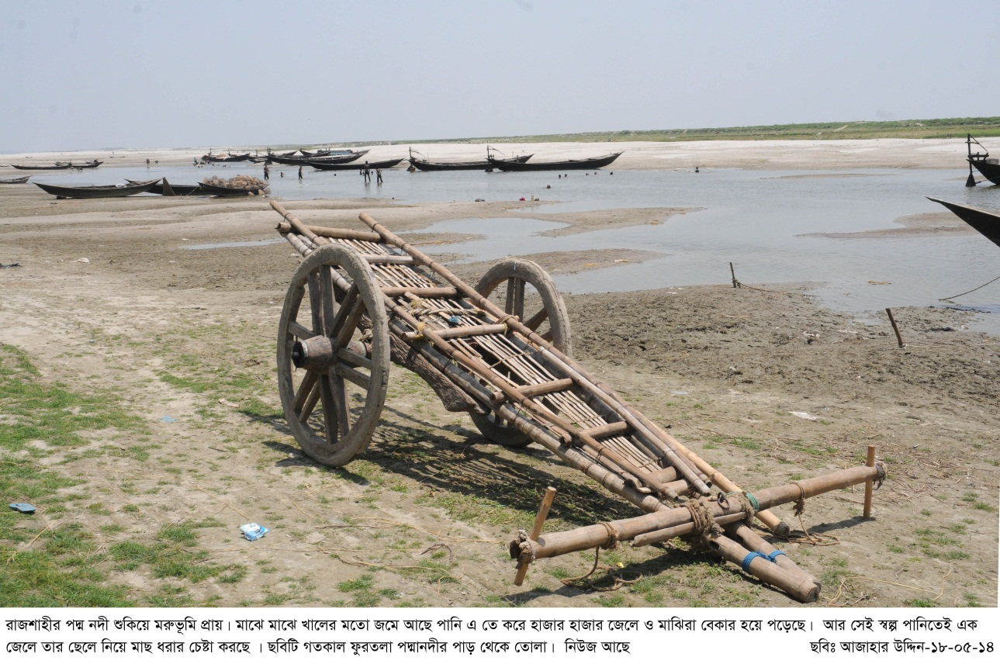 রাজশাহীর পদ্ম নদী শুকিয়ে মরুভূমি প্রায়। মাঝে মাঝে খালের মতো জমে আছে পানি এ তে করে হাজার হাজার জেলে ও মাঝিরা বেকার হয়ে পড়েছে। আর সেই স্বল্প পানিতেই এক
জেলে তার ছেলে নিয়ে মাছ ধরার চেষ্টা করছে । ছবিটি গতকাল ফুরতলা পদ্মানদীর পাড় থেকে তোলা। নিউজ আছে ছবিঃ আজাহার উদ্দিন-১৮-০৫-১৪